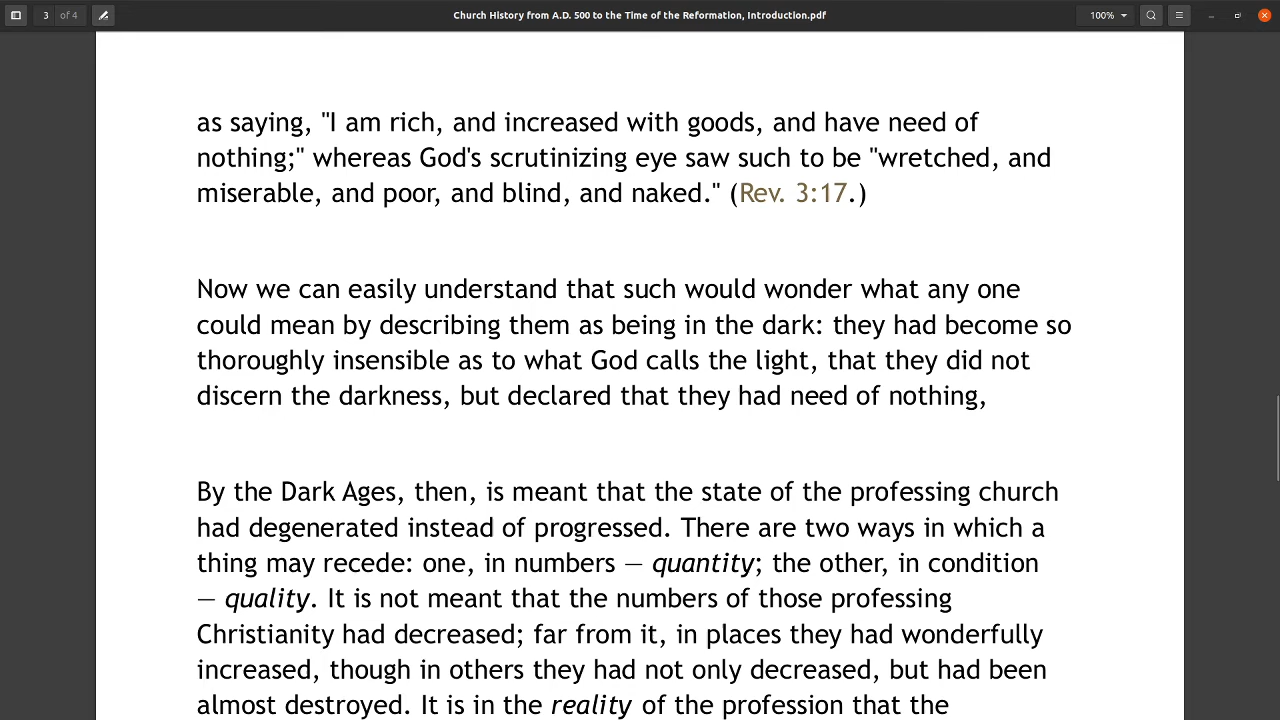 3 of 4
Church History from A.D. 500 to the Time of the Reformation, Introduction.pdf
100%
as saying, "I am rich, and increased with goods, and have need of
nothing;" whereas God's scrutinizing eye saw such to be "wretched, and
miserable, and poor, and blind, and naked." (Rev. 3:17.)
Now we can easily understand that such would wonder what any one
could mean by describing them as being in the dark: they had become so
thoroughly insensible as to what God calls the light, that they did not
discern the darkness, but declared that they had need of nothing,
By the Dark Ages, then, is meant that the state of the professing church
had degenerated instead of progressed. There are two ways in which a
thing may recede: one, in numbers — quantity; the other, in condition
— quality. It is not meant that the numbers of those professing
Christianity had decreased; far from it, in places they had wonderfully
increased, though in others they had not only decreased, but had been
almost destroyed. It is in the reality of the profession that the